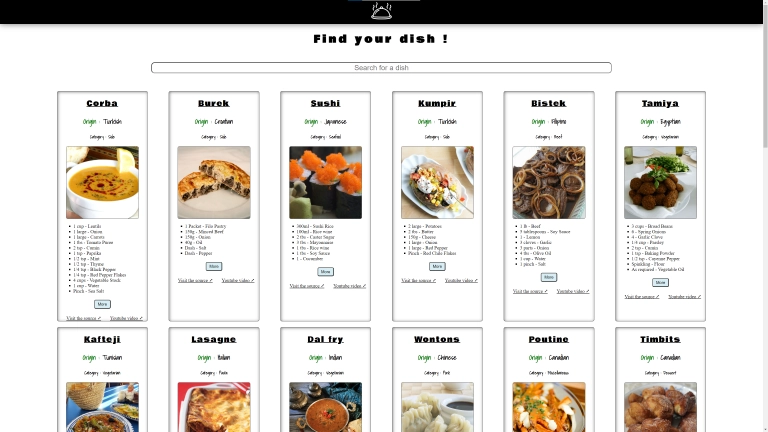 Find your dish !
Search for a dish
Corba
Origin : Turkish
Category : Side
1 cup - Lentils
1 large - Onion
1 large - Carrots
1 tbs - Tomato Puree
2 tsp - Cumin
1 tsp - Paprika
1/2 tsp - Mint
1/2 tsp - Thyme
1/4 tsp - Black Pepper
1/4 tsp - Red Pepper Flakes
4 cups - Vegetable Stock
1 cup - Water
Pinch - Sea Salt
More
Visit the source ✓ Youtube video ✓
Burek
Origin : Croatian
Category : Side
1 Packet - Filo Pastry
150g - Minced Beef
150g - Onion
40g - Oil
Dash - Salt
Dash - Pepper
More
Visit the source ✓ Youtube video ✓
Sushi
Origin : Japanese
Category : Seafood
300ml - Sushi Rice
100ml - Rice wine
2 tbs - Caster Sugar
3 tbs - Mayonnaise
1 tbs - Rice wine
1 tbs - Soy Sauce
1 - Cucumber
More
Visit the source ✓ Youtube video ✓
Kumpir
Origin : Turkish
Category : Side
2 large - Potatoes
2 tbs - Butter
150g - Cheese
1 large - Onion
1 large - Red Pepper
Pinch - Red Chile Flakes
More
Visit the source ✓ Youtube video ✓
Bistek
Origin : Filipino
Category : Beef
1 lb - Beef
5 tablespoons - Soy Sauce
1 - Lemon
3 cloves - Garlic
3 parts - Onion
4 tbs - Olive Oil
1 cup - Water
1 pinch - Salt
More
Visit the source ✓ Youtube video ✓
Tamiya
Origin : Egyptian
Category : Vegetarian
3 cups - Broad Beans
6 - Spring Onions
4 - Garlic Clove
1/4 cup - Parsley
2 tsp - Cumin
1 tsp - Baking Powder
1/2 tsp - Cayenne Pepper
Spinkling - Flour
As required - Vegetable Oil
More
Visit the source ✓ Youtube video ✓
Kafteji
Origin : Tunisian
Category : Vegetarian
Lasagne
Origin : Italian
Category : Pasta
Dal fry
Origin : Indian
Category : Vegetarian
Wontons
Origin : Chinese
Category : Pork
Poutine
Origin : Canadian
Category : Miscellaneous
Timbits
Origin : Canadian
Category : Dessert